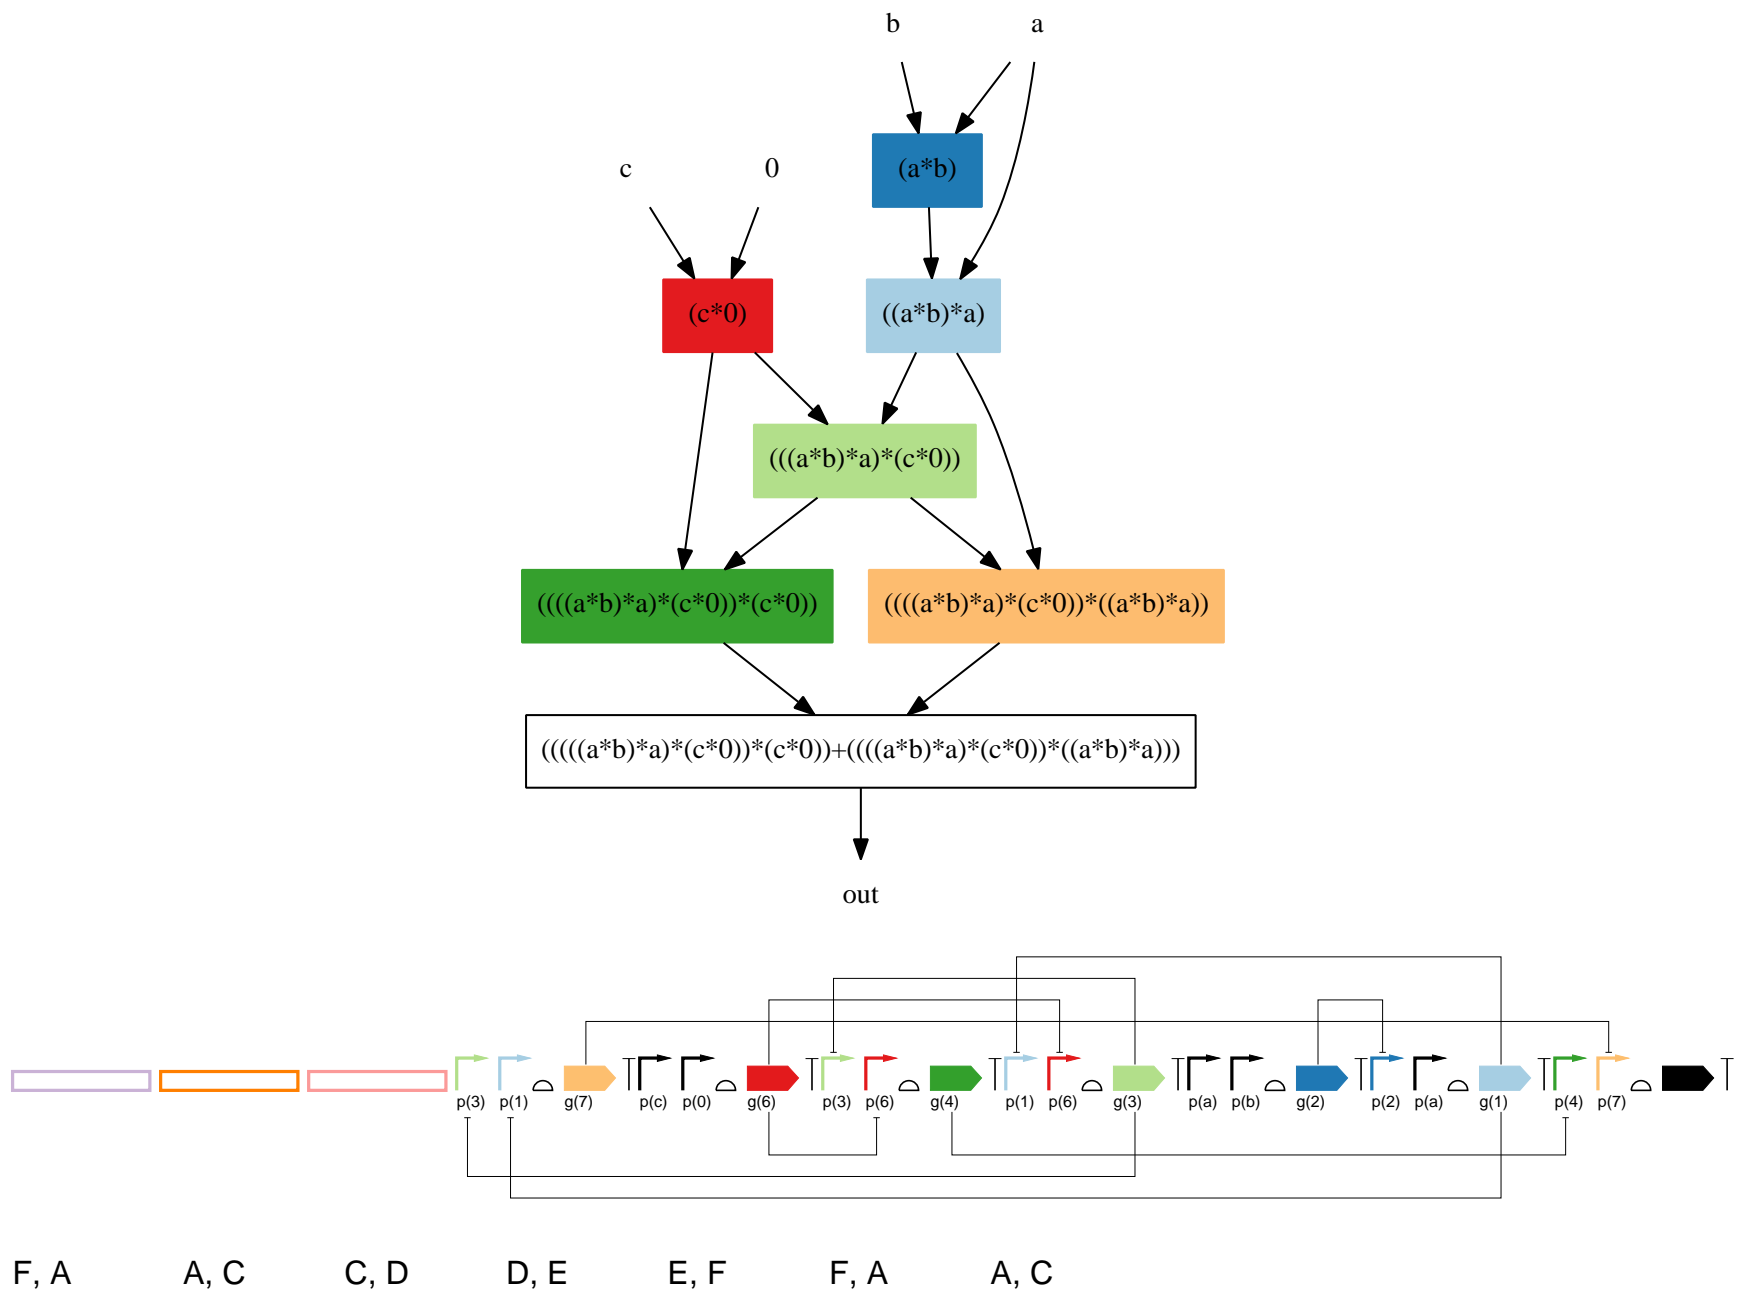 b a
(a*b)
c 0
(c*0) ((a*b)*a)
(((a*b)*a)*(c*0))
((((a*b)*a)*(c*0))*(c*0)) ((((a*b)*a)*(c*0))*((a*b)*a))
(((((a*b)*a)*(c*0))*(c*0))+((((a*b)*a)*(c*0))*((a*b)*a)))
out
p(3) p(1) g(7) p(c) p(0) g(6) p(3) p(6) g(4) p(1) p(6) g(3) p(a) p(b) g(2) p(2) p(a) g(1) p(4) p(7)
F, A A, C C, D D, E E, F F, A A, C